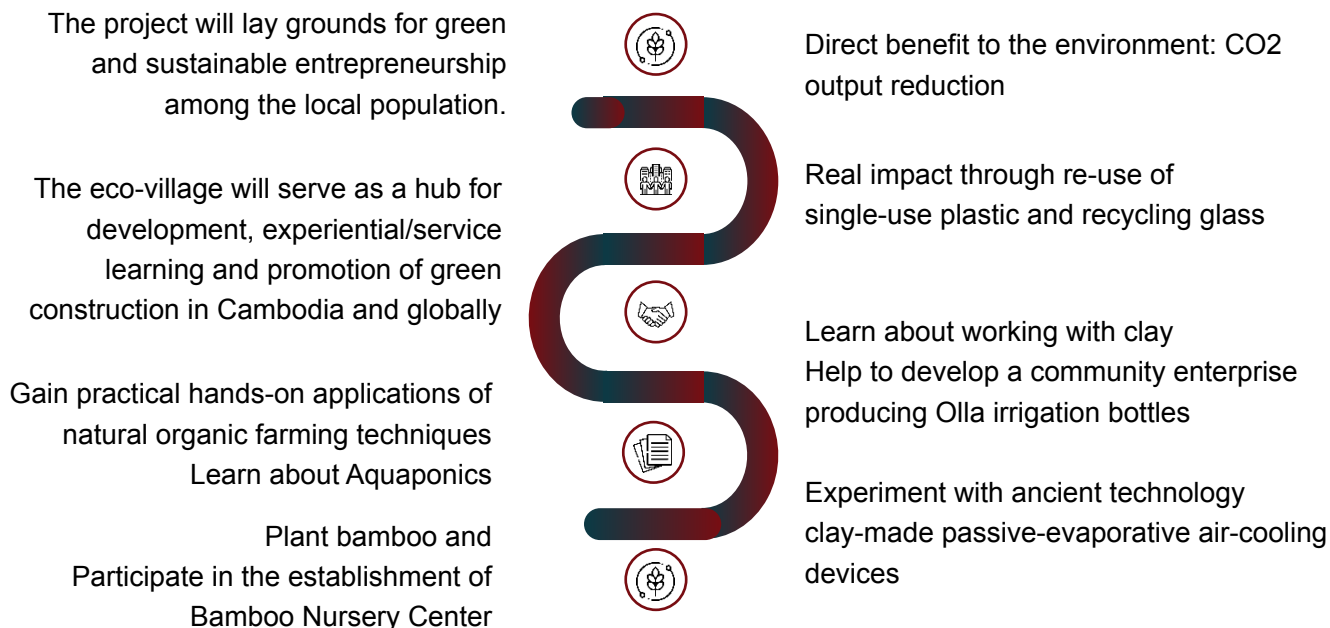 The project will lay grounds for green
and sustainable entrepreneurship
among the local population.
The eco-village will serve as a hub for
development, experiential/service
learning and promotion of green
construction in Cambodia and globally
Gain practical hands-on applications of
natural organic farming techniques
Learn about Aquaponics
Plant bamboo and
Participate in the establishment of
Bamboo Nursery Center
Direct benefit to the environment: CO2
output reduction
Real impact through re-use of
single-use plastic and recycling glass
Learn about working with clay
Help to develop a community enterprise
producing Olla irrigation bottles
Experiment with ancient technology
clay-made passive-evaporative air-cooling
devices